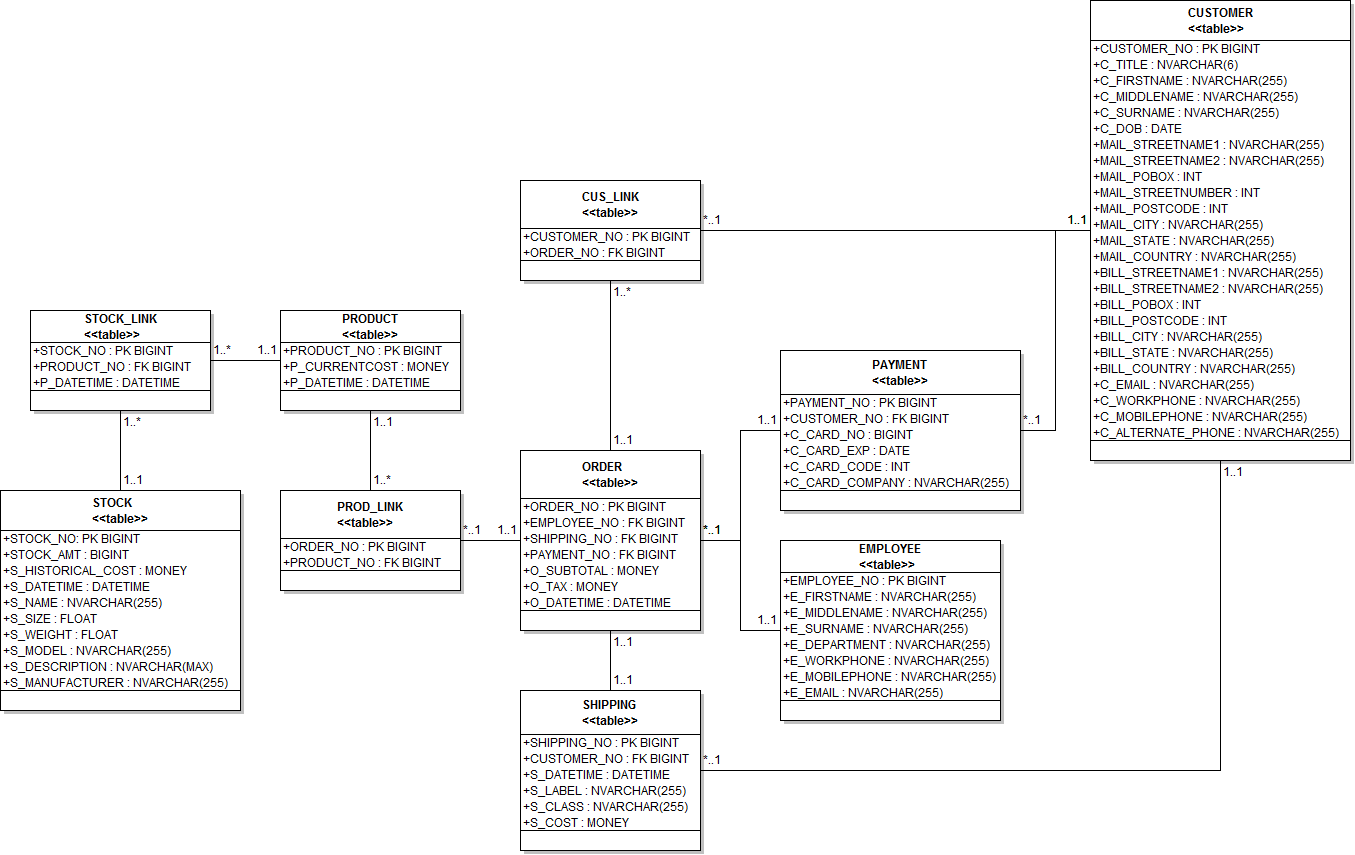 CUSTOMER
<<table>>
+CUSTOMER_NO : PK BIGINT
+C_TITLE : NVARCHAR(6)
+C_FIRSTNAME : NVARCHAR(255)
+C_MIDDLENAME : NVARCHAR(255)
+C_SURNAME : NVARCHAR(255)
+C_DOB : DATE
+MAIL_STREETNAME1 : NVARCHAR(255)
+MAIL_STREETNAME2 : NVARCHAR(255)
+MAIL_POBOX : INT
+MAIL_STREETNUMBER : INT
+MAIL_POSTCODE : INT
+MAIL_CITY : NVARCHAR(255)
+MAIL_STATE : NVARCHAR(255)
+MAIL_COUNTRY : NVARCHAR(255)
+BILL_STREETNAME1 : NVARCHAR(255)
+BILL_STREETNAME2 : NVARCHAR(255)
+BILL_POBOX : INT
+BILL_POSTCODE : INT
+BILL_CITY : NVARCHAR(255)
+BILL_STATE : NVARCHAR(255)
+BILL_COUNTRY : NVARCHAR(255)
+C_EMAIL : NVARCHAR(255)
+C_WORKPHONE : NVARCHAR(255)
+C_MOBILEPHONE : NVARCHAR(255)
+C_ALTERNATE_PHONE : NVARCHAR(255)
1..1
CUS_LINK
<<table>>
+CUSTOMER_NO : PK BIGINT
+ORDER_NO : FK BIGINT
*..1
1..1
1..*
STOCK_LINK
<<table>>
+STOCK_NO : PK BIGINT
+PRODUCT_NO : FK BIGINT
+P_DATETIME : DATETIME
1..*
1..1
1..*
PRODUCT
<<table>>
+PRODUCT_NO : PK BIGINT
+P_CURRENTCOST : MONEY
+P_DATETIME : DATETIME
1..1
PAYMENT
<<table>>
+PAYMENT_NO : PK BIGINT
+CUSTOMER_NO : FK BIGINT
+C_CARD_NO : BIGINT
+C_CARD_EXP : DATE
+C_CARD_CODE : INT
+C_CARD_COMPANY : NVARCHAR(255)
1..1
*..1
1..1
STOCK
<<table>>
+STOCK_NO: PK BIGINT
+STOCK_AMT : BIGINT
+S_HISTORICAL_COST : MONEY
+S_DATETIME : DATETIME
+S_NAME : NVARCHAR(255)
+S_SIZE : FLOAT
+S_WEIGHT : FLOAT
+S_MODEL : NVARCHAR(255)
+S_DESCRIPTION : NVARCHAR(MAX)
+S_MANUFACTURER : NVARCHAR(255)
1..*
PROD_LINK
<<table>>
+ORDER_NO : PK BIGINT
+PRODUCT_NO : FK BIGINT
*..1
1..1
1..1
ORDER
<<table>>
+ORDER_NO : PK BIGINT
+EMPLOYEE_NO : FK BIGINT
+SHIPPING_NO : FK BIGINT
+PAYMENT_NO : FK BIGINT
+O_SUBTOTAL : MONEY
+O_TAX : MONEY
+O_DATETIME : DATETIME
*..1
1..1
EMPLOYEE
<<table>>
+EMPLOYEE_NO : PK BIGINT
+E_FIRSTNAME : NVARCHAR(255)
+E_MIDDLENAME : NVARCHAR(255)
+E_SURNAME : NVARCHAR(255)
+E_DEPARTMENT : NVARCHAR(255)
+E_WORKPHONE : NVARCHAR(255)
+E_MOBILEPHONE : NVARCHAR(255)
+E_EMAIL : NVARCHAR(255)
1..1
1..1
SHIPPING
<<table>>
+SHIPPING_NO : PK BIGINT
+CUSTOMER_NO : FK BIGINT
+S_DATETIME : DATETIME
+S_LABEL : NVARCHAR(255)
+S_CLASS : NVARCHAR(255)
+S_COST : MONEY
*..1